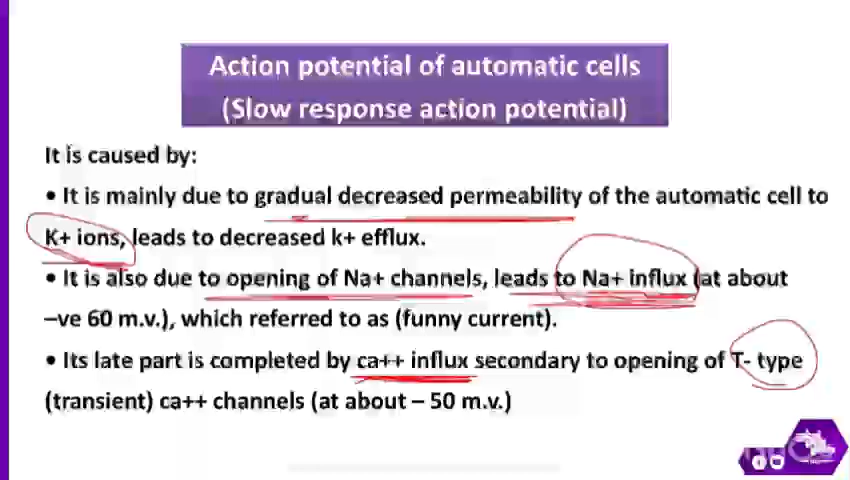 Action potential of automatic cells
(Slow response action potential)
It is caused by:
• It is mainly due to gradual decreased permeability of the automatic cell to
K+ ions, leads to decreased k+ efflux.
• It is also due to opening of Na+ channels, leads to Na+ influx (at about
–ve 60 m.v.), which referred to as (funny current).
• Its late part is completed by ca++ influx secondary to opening of T- type
(transient) ca++ channels (at about – 50 m.v.)